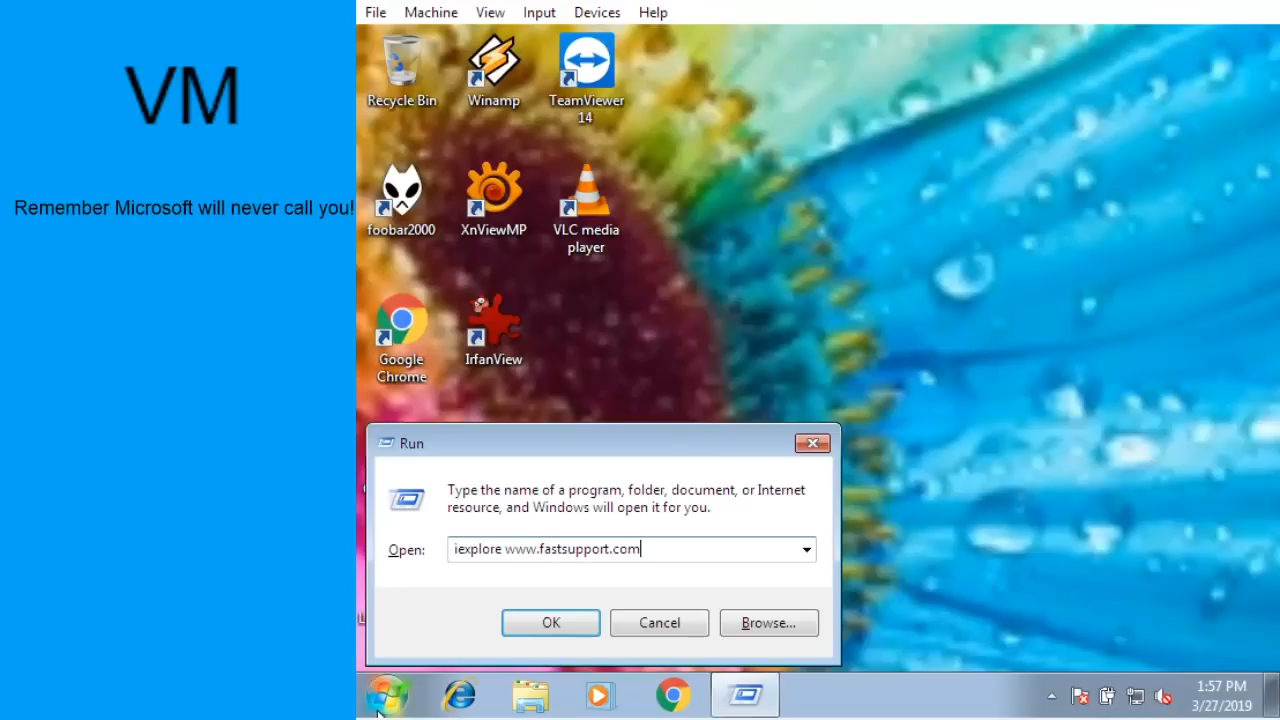 File Machine View Input Devices Help
VM
Remember Microsoft will never call you!
Recycle Bin
Winamp
TeamViewer
14
foobar2000
XnViewMP
VLC media
player
Google
Chrome
IrfanView
Run
Type the name of a program, folder, document, or Internet
resource, and Windows will open it for you.
Open: iexplore www.fastsupport.com
OK Cancel Browse...
1:57 PM
3/27/2019